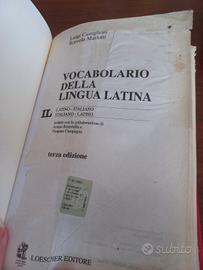 Luigi Castiglioni
Scevola Mariotti
VOCABOLARIO
DELLA
LINGUA LATINA
IL
LATINO - ITALIANO
ITALIANO - LATINO
terza edizione
LOESCHER EDITORE
subito